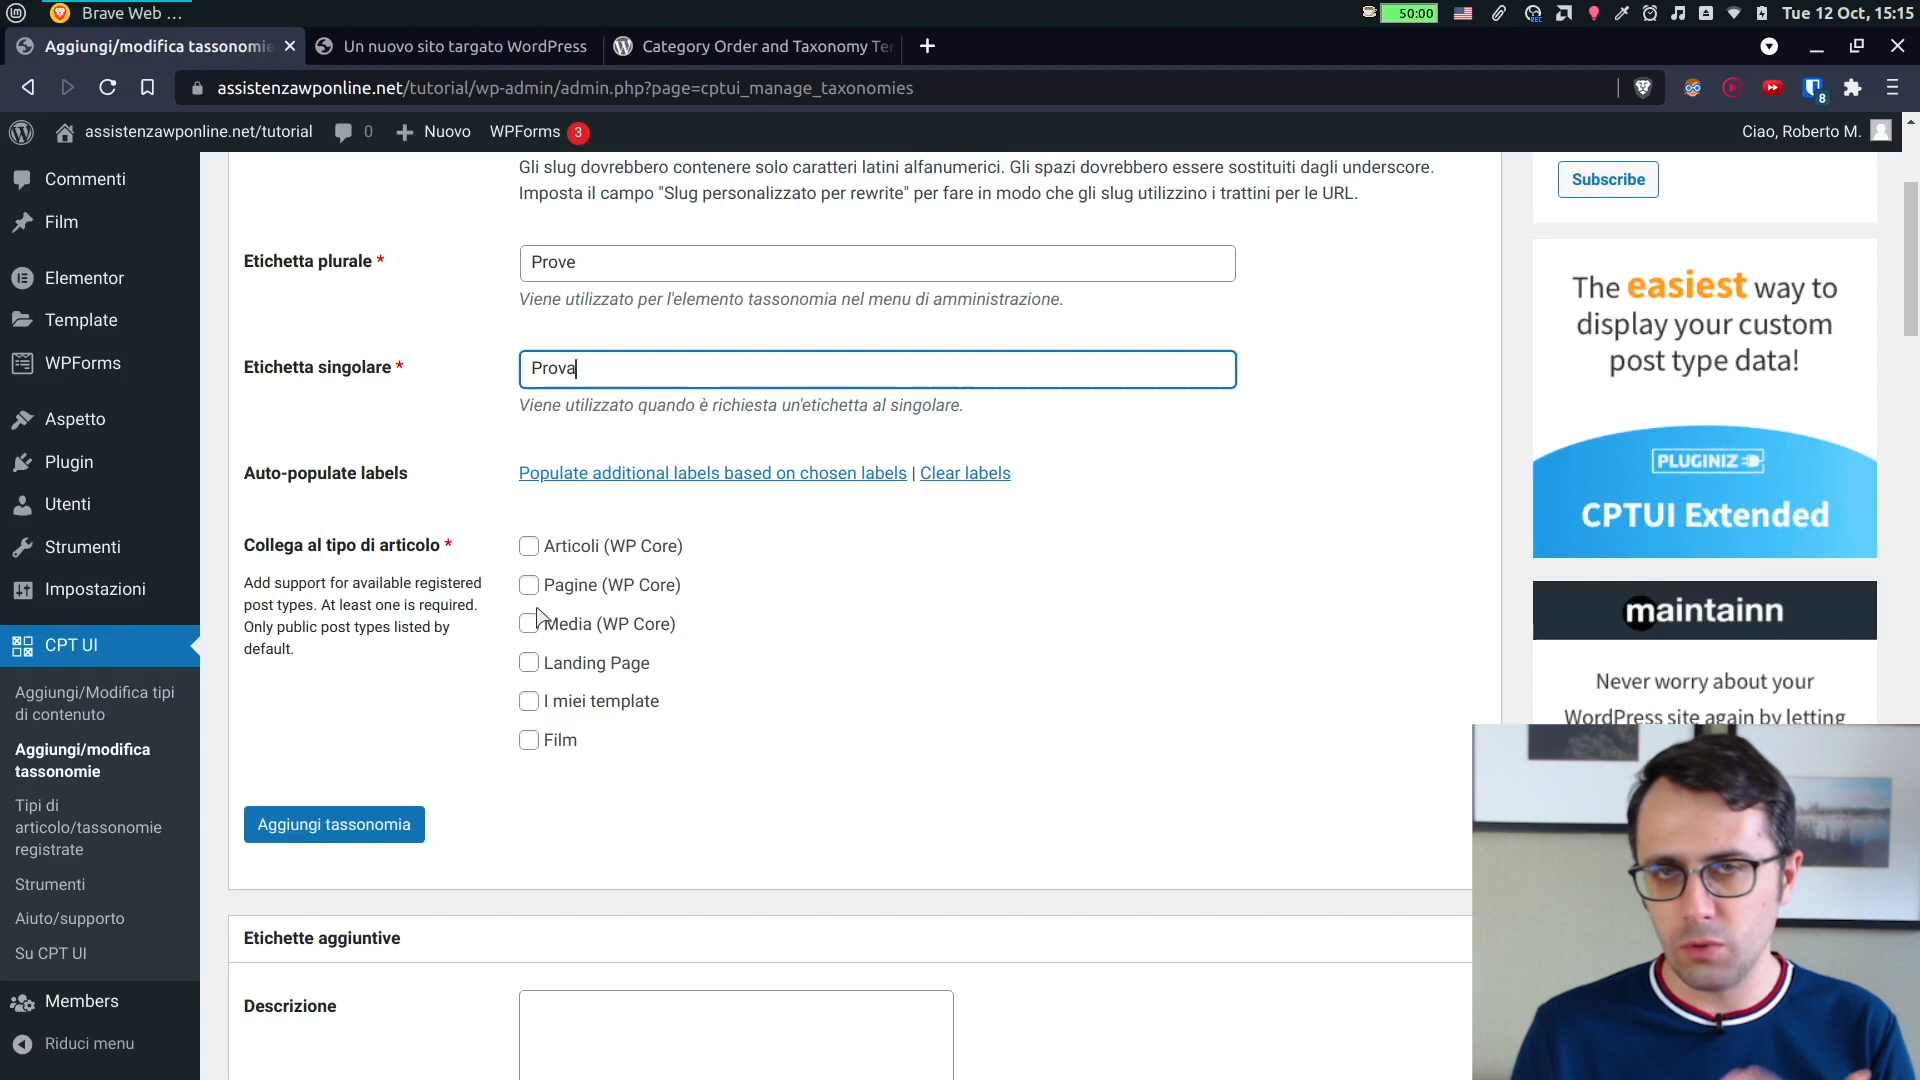 Brave Web ...
50:00
Tue 12 Oct, 15:15
Aggiungi/modifica tassonomie
Un nuovo sito targato WordPress
Category Order and Taxonomy Ter
assistenzawponline.net/tutorial/wp-admin/admin.php?page=cptui_manage_taxonomies
8
assistenzawponline.net/tutorial
0
Nuovo
WPForms 3
Ciao, Roberto M.
Commenti
Film
Elementor
Template
WPForms
Aspetto
Plugin
Utenti
Strumenti
Impostazioni
CPT UI
Aggiungi/Modifica tipi
di contenuto
Aggiungi/modifica
tassonomie
Tipi di
articolo/tassonomie
registrate
Strumenti
Aiuto/supporto
Su CPT UI
Members
Riduci menu
Gli slug dovrebbero contenere solo caratteri latini alfanumerici. Gli spazi dovrebbero essere sostituiti dagli underscore.
Imposta il campo "Slug personalizzato per rewrite" per fare in modo che gli slug utilizzino i trattini per le URL.
Etichetta plurale *
Prove
Viene utilizzato per l'elemento tassonomia nel menu di amministrazione.
Etichetta singolare *
Prova
Viene utilizzato quando è richiesta un'etichetta al singolare.
Auto-populate labels
Populate additional labels based on chosen labels | Clear labels
Collega al tipo di articolo *
Add support for available registered
post types. At least one is required.
Only public post types listed by
default.
Articoli (WP Core)
Pagine (WP Core)
Media (WP Core)
Landing Page
I miei template
Film
Aggiungi tassonomia
Etichette aggiuntive
Descrizione
Subscribe
The easiest way to
display your custom
post type data!
PLUGINIZE
CPTUI Extended
maintainn
Never worry about your
WordPress site again by letting